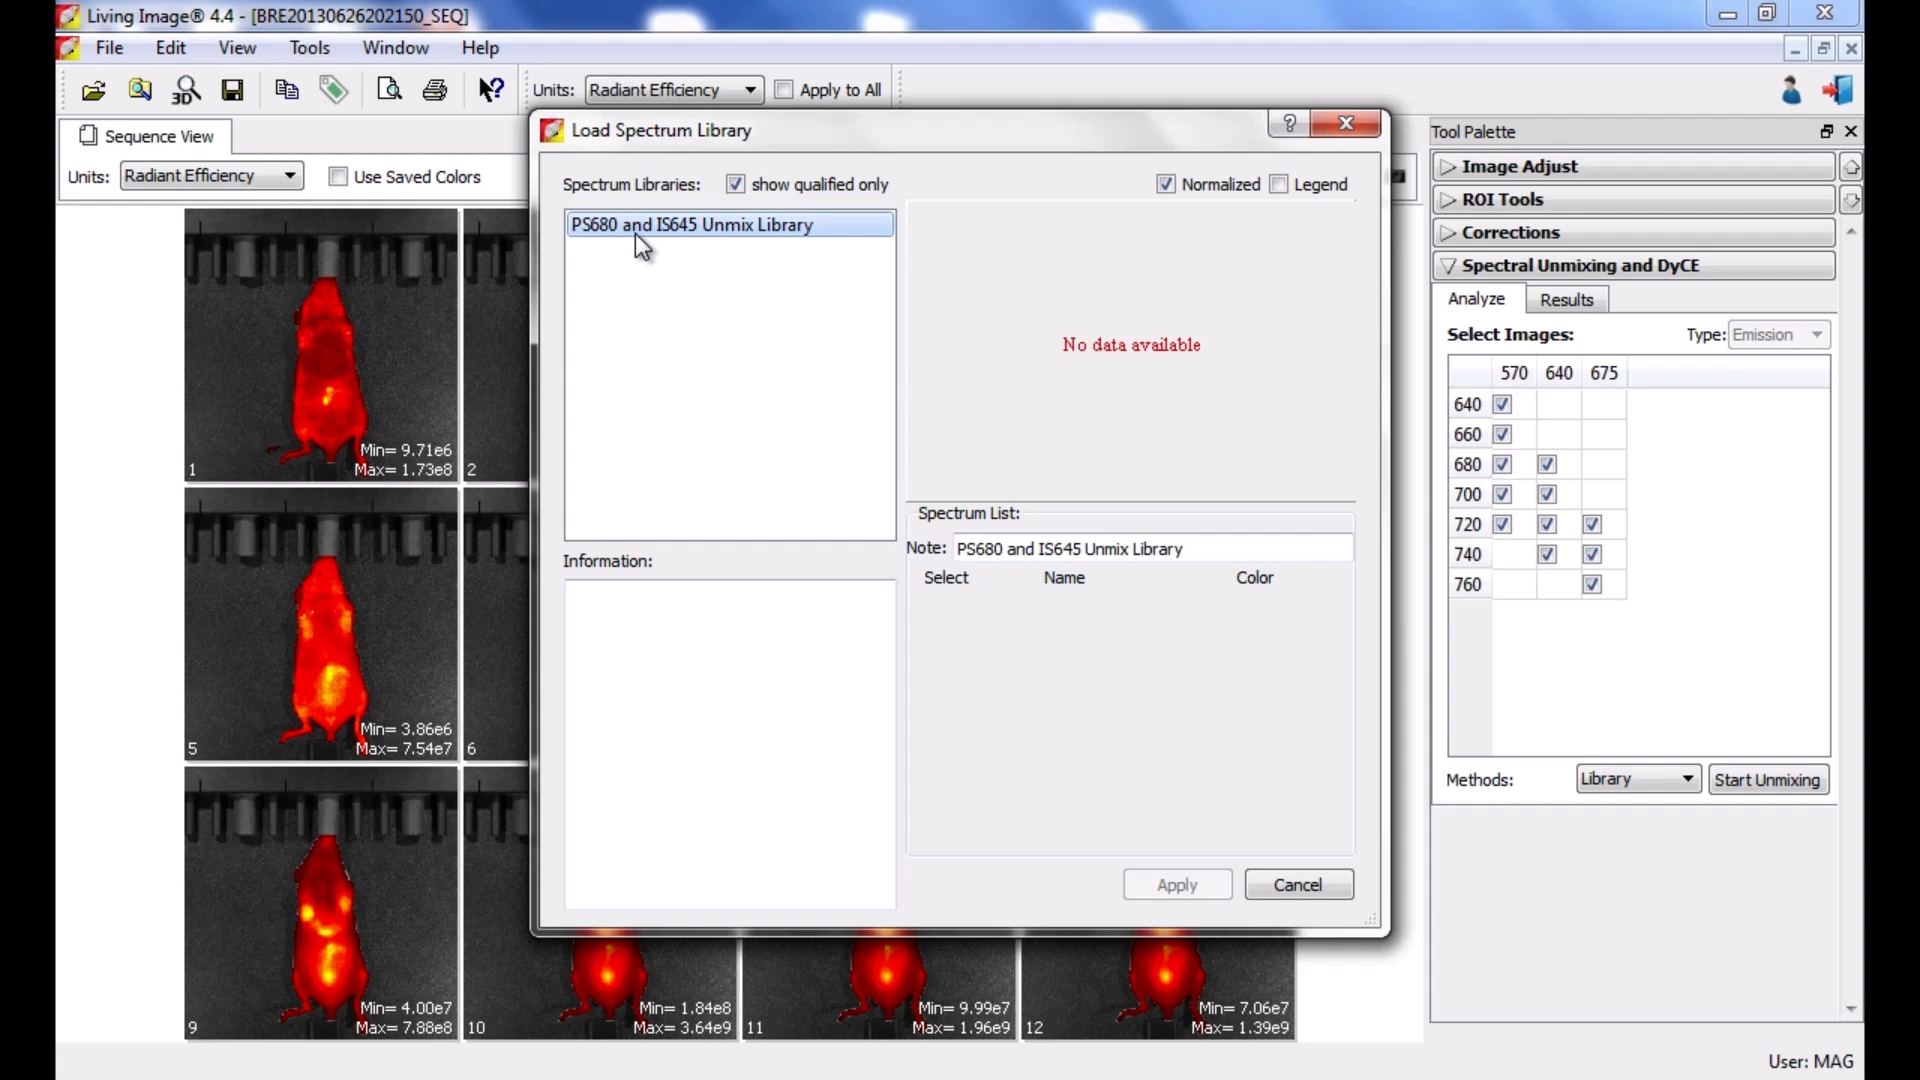 Living Image® 4.4 - [BRE20130626202150_SEQ]
File Edit View Tools Window Help
3D
Units: Radiant Efficiency Apply to All
Sequence View
Units: Radiant Efficiency Use Saved Colors
Load Spectrum Library
Spectrum Libraries: show qualified only
Normalized Legend
PS680 and IS645 Unmix Library
No data available
Information:
Spectrum List:
Note: PS680 and IS645 Unmix Library
Select Name Color
Apply Cancel
Min= 9.71e6
1 Max= 1.73e8 2
Min= 3.86e6
5 Max= 7.54e7 6
Min= 4.00e7
9 Max= 7.88e8
Min= 1.84e8
10 Max= 3.64e9
Min= 9.99e7
11 Max= 1.96e9
Min= 7.06e7
12 Max= 1.39e9
Tool Palette
Image Adjust
ROI Tools
Corrections
Spectral Unmixing and DyCE
Analyze Results
Select Images: Type: Emission
570 640 675
640
660
680
700
720
740
760
Methods: Library Start Unmixing
User: MAG